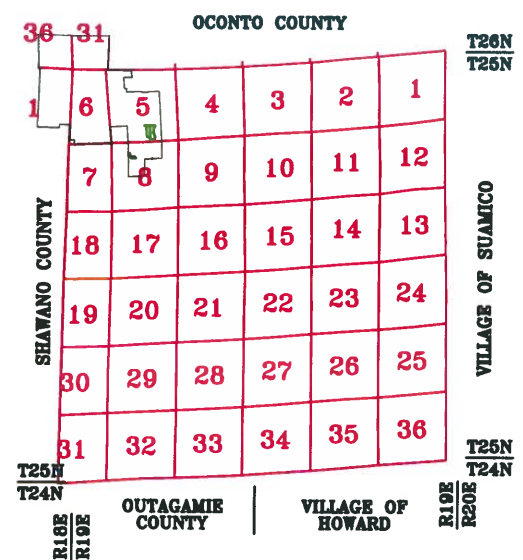 OCONTO COUNTY
36 31
T26N
T25N
1 6 5 4 3 2 1
7 8 9 10 11 12
18 17 16 15 14 13
19 20 21 22 23 24
30 29 28 27 26 25
31 32 33 34 35 36
SHAWANO COUNTY
VILLAGE OF SUAMICO
T25N
T24N
T25N
T24N
R18E
R19E
OUTAGAMIE
COUNTY
VILLAGE OF
HOWARD
R19E
R20E